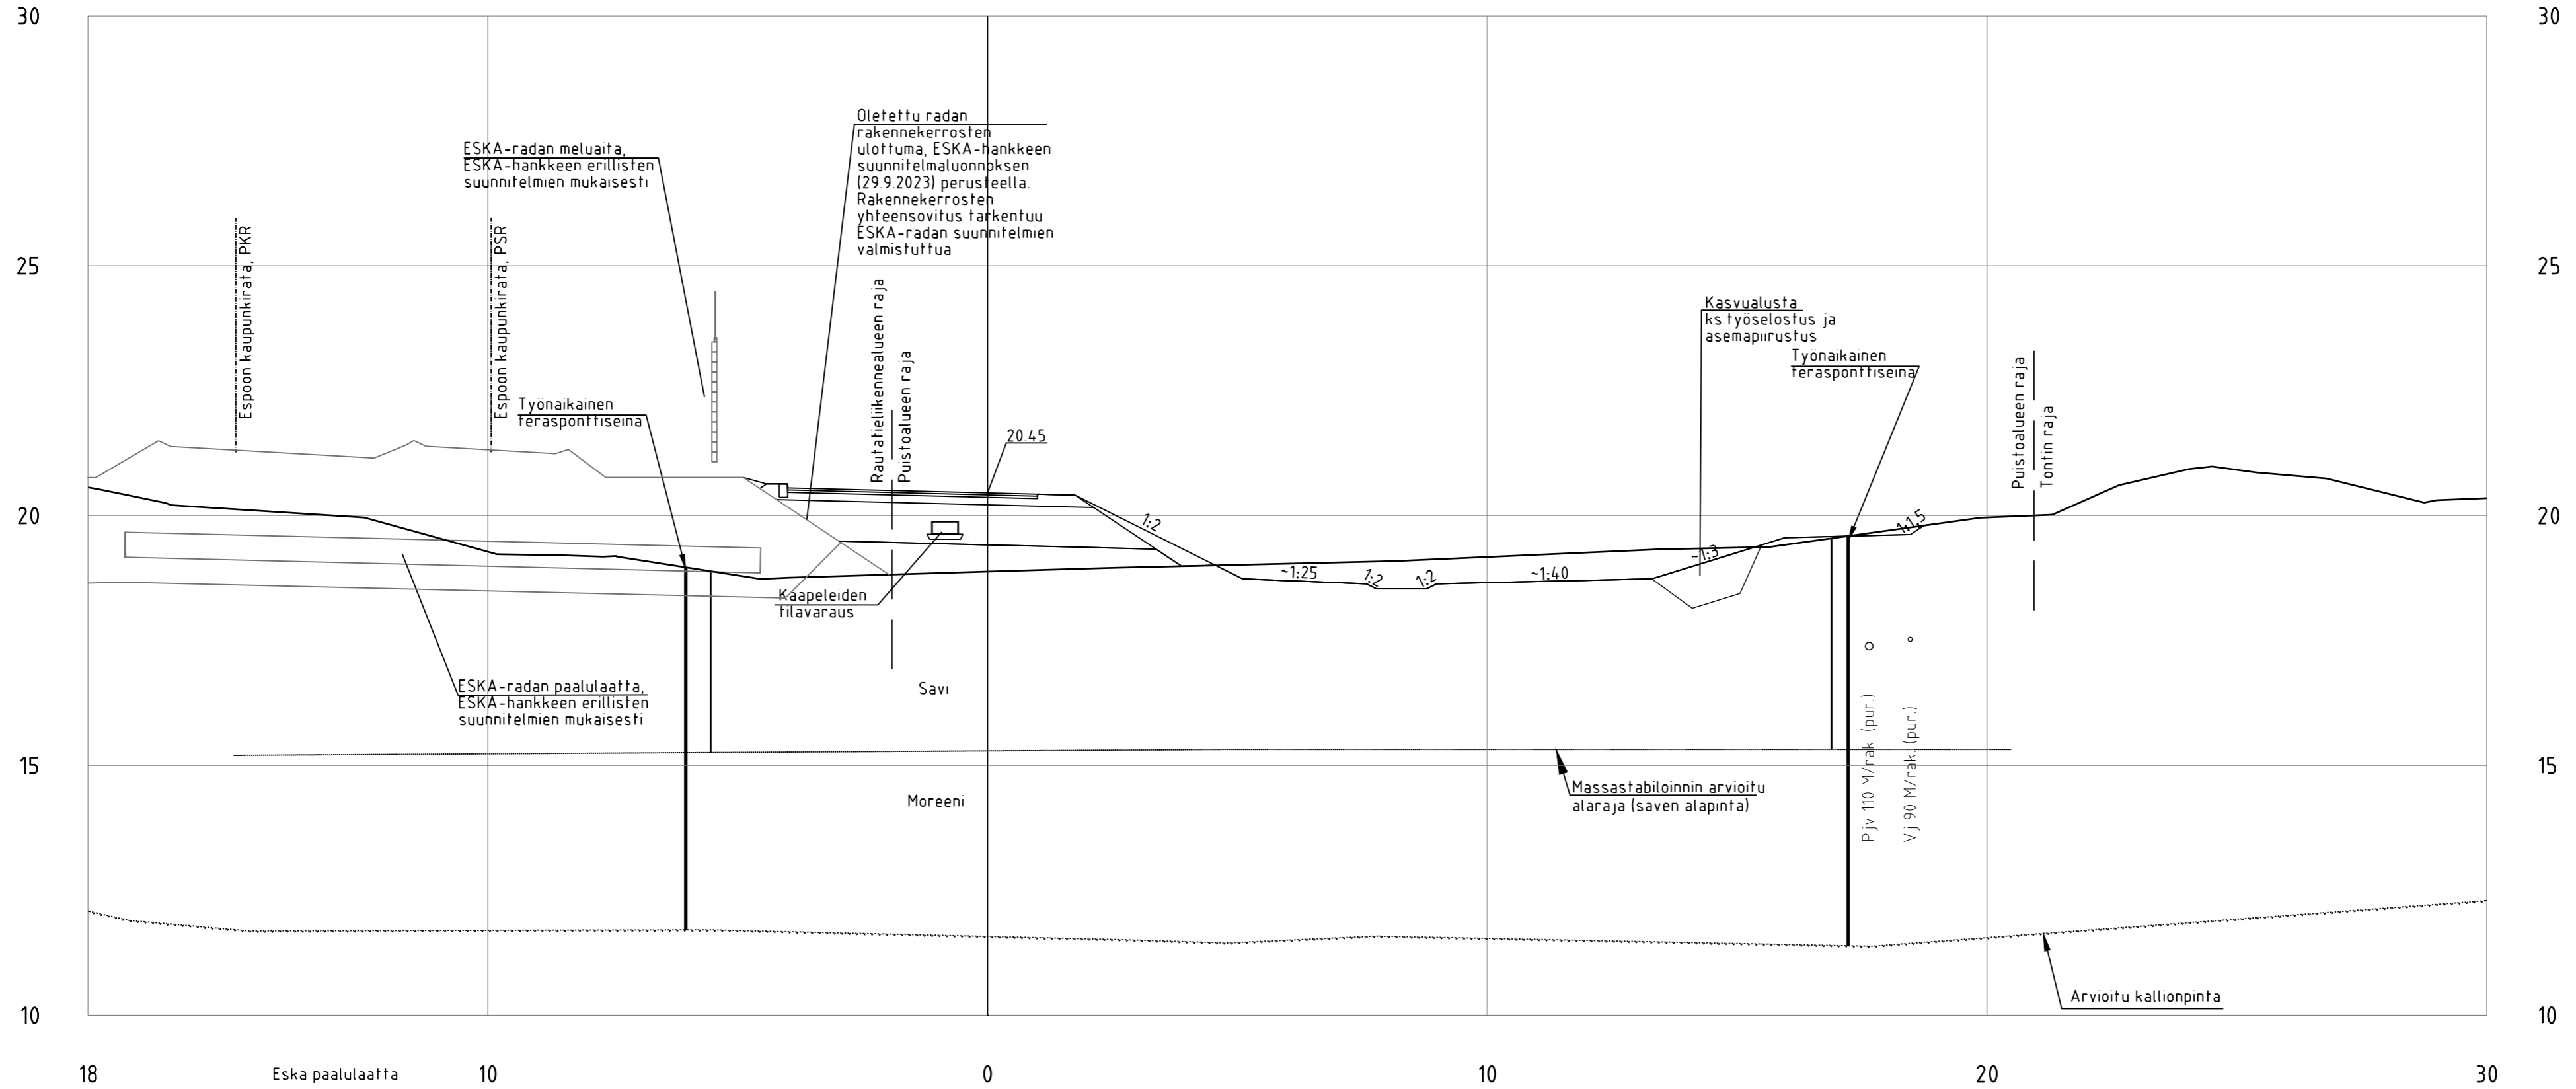 30
30
Oletettu radan
rakennekerrosten
ulottuma, ESKA-hankkeen
suunnitelmaluonnoksen
(29.9.2023) perusteella.
Rakennekerrosten
yhteensovitus tarkentuu
ESKA-radan suunnitelmien
valmistuttua
ESKA-radan meluaita,
ESKA-hankkeen erillisten
suunnitelmien mukaisesti
Espoon kaupunkirata, PKR
Espoon kaupunkirata, PSR
25
25
Rautatieliikennealueen raja
Puistoalueen raja
Kasvualusta
ks.työselostus ja
asemapiirustus
Työnaikainen
teräsponttiseinä
Puistoalueen raja
Tontin raja
Työnaikainen
teräsponttiseinä
20.45
20
20
1:2
1:1,5
~1:3
~1:25
1:2
1:2
~1:40
Kaapeleiden
tilavaraus
ESKA-radan paalulaatta,
ESKA-hankkeen erillisten
suunnitelmien mukaisesti
Savi
Pjv 110 M/rak. (pur.)
Vj 90 M/rak. (pur.)
15
15
Moreeni
Massastabiloinnin arvioitu
alaraja (saven alapinta)
Arvioitu kallionpinta
10
10
18
Eska paalulaatta
10
0
10
20
30